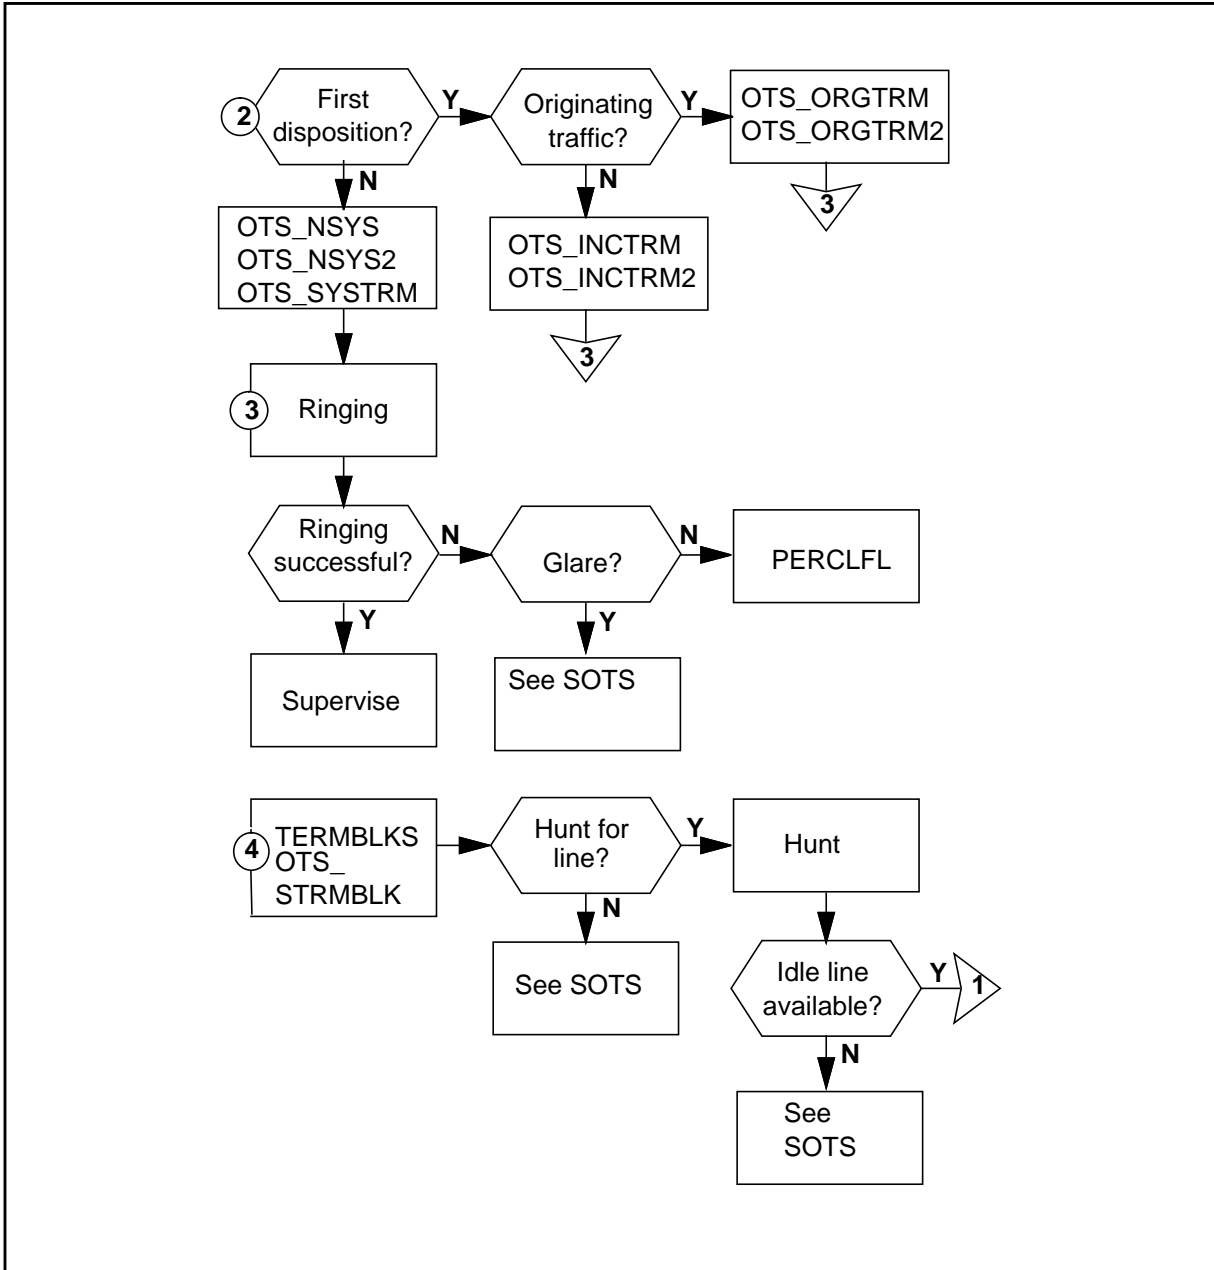 2
First
disposition?
Y
Originating
traffic?
Y
OTS_ORGTRM
OTS_ORGTRM2
3
N
N
OTS_NSYS
OTS_NSYS2
OTS_SYSTRM
OTS_INCTRM
OTS_INCTRM2
3
3
Ringing
Ringing
successful?
N
Glare?
N
PERCLFL
Y
Y
Supervise
See SOTS
4
TERMBLKS
OTS_
STRMBLK
Hunt for
line?
Y
Hunt
N
See SOTS
Idle line
available?
Y
1
N
See
SOTS